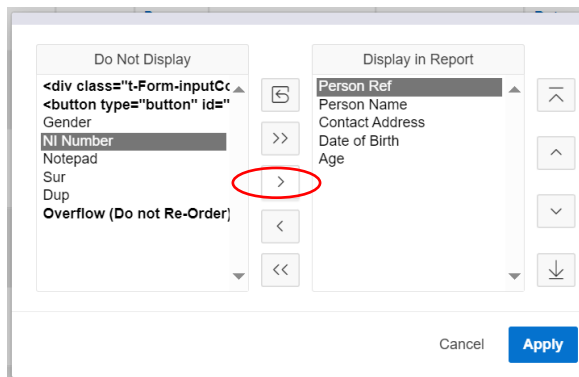 Do Not Display
<div class="t-Form-inputCo
<button type="button" id="
Gender
NI Number
Notepad
Sur
Dup
Overflow (Do not Re-Order)
>>
>
<
<<
Display in Report
Person Ref
Person Name
Contact Address
Date of Birth
Age
Cancel
Apply